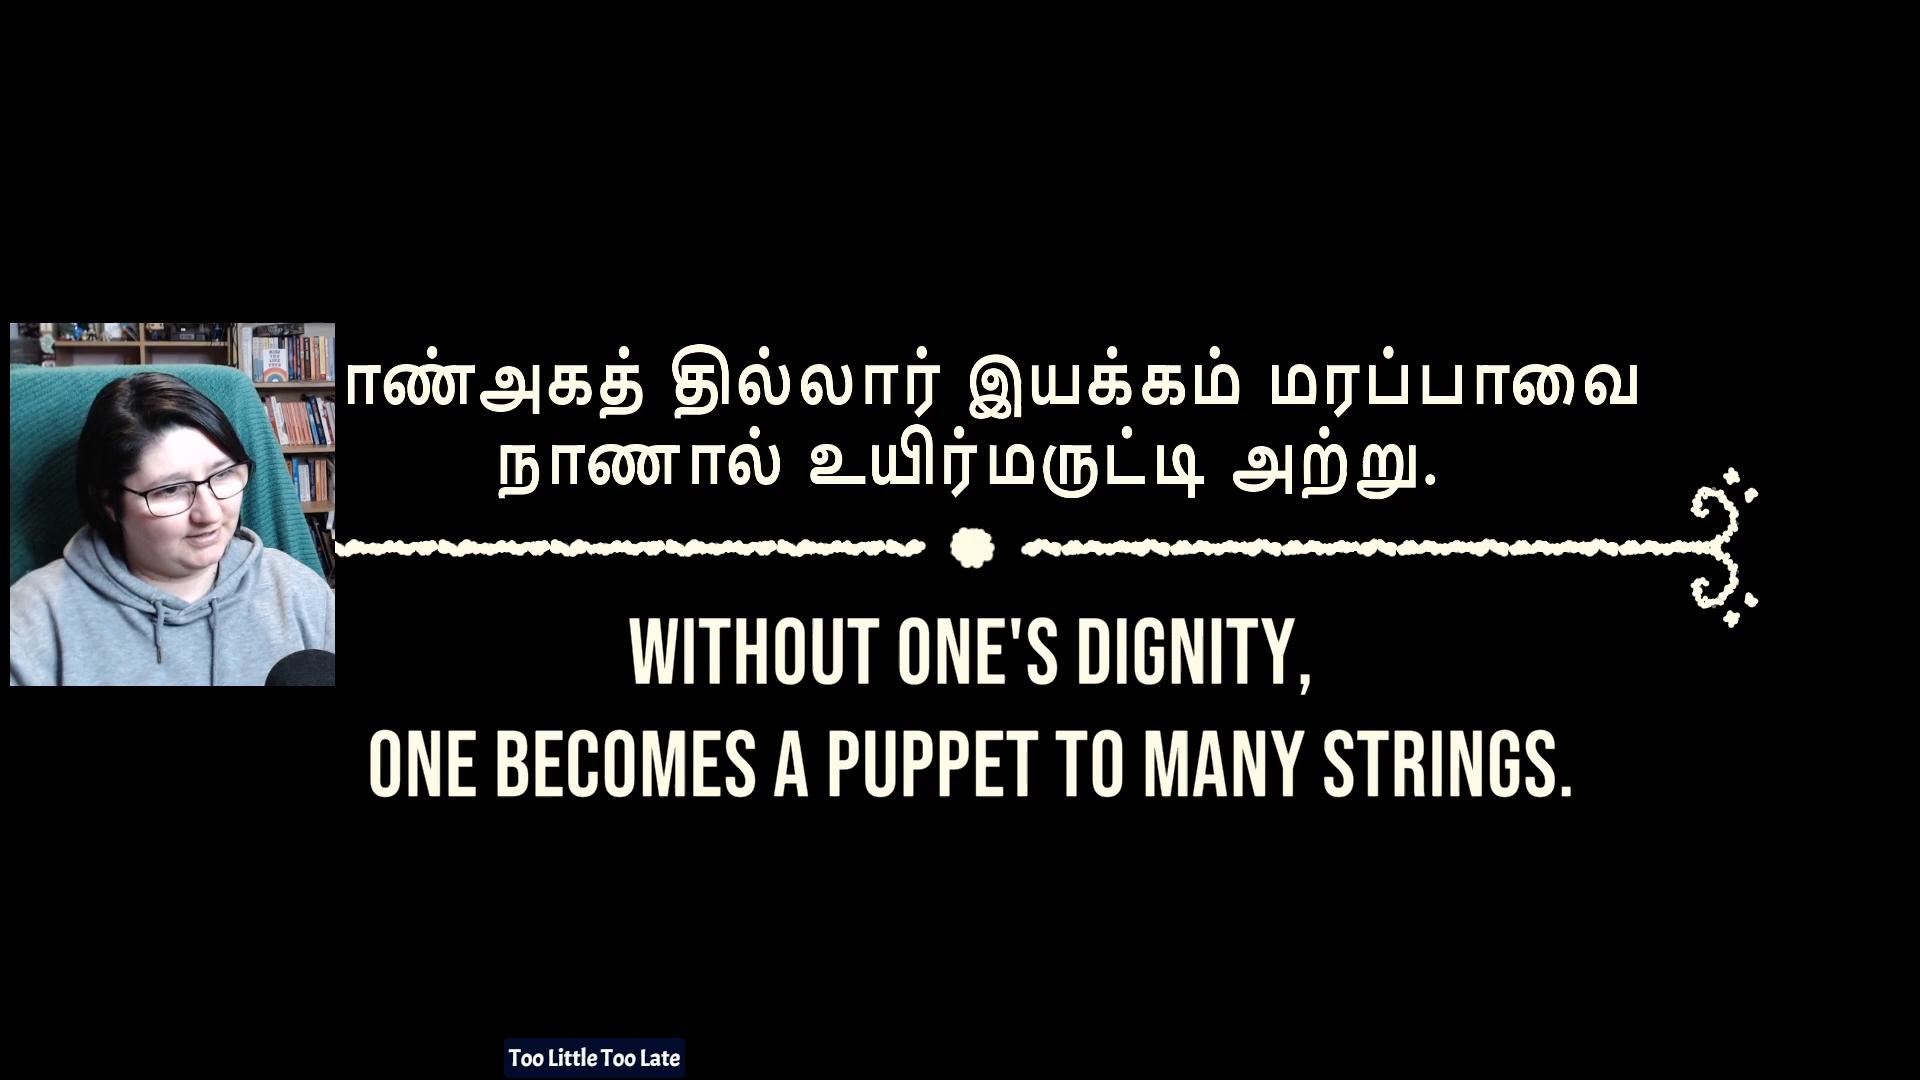 ாண்அகத் தில்லார் இயக்கம் மரப்பாவை
நாணால் உயிர்மருட்டி அற்று.
WITHOUT ONE'S DIGNITY,
ONE BECOMES A PUPPET TO MANY STRINGS.
Too Little Too Late